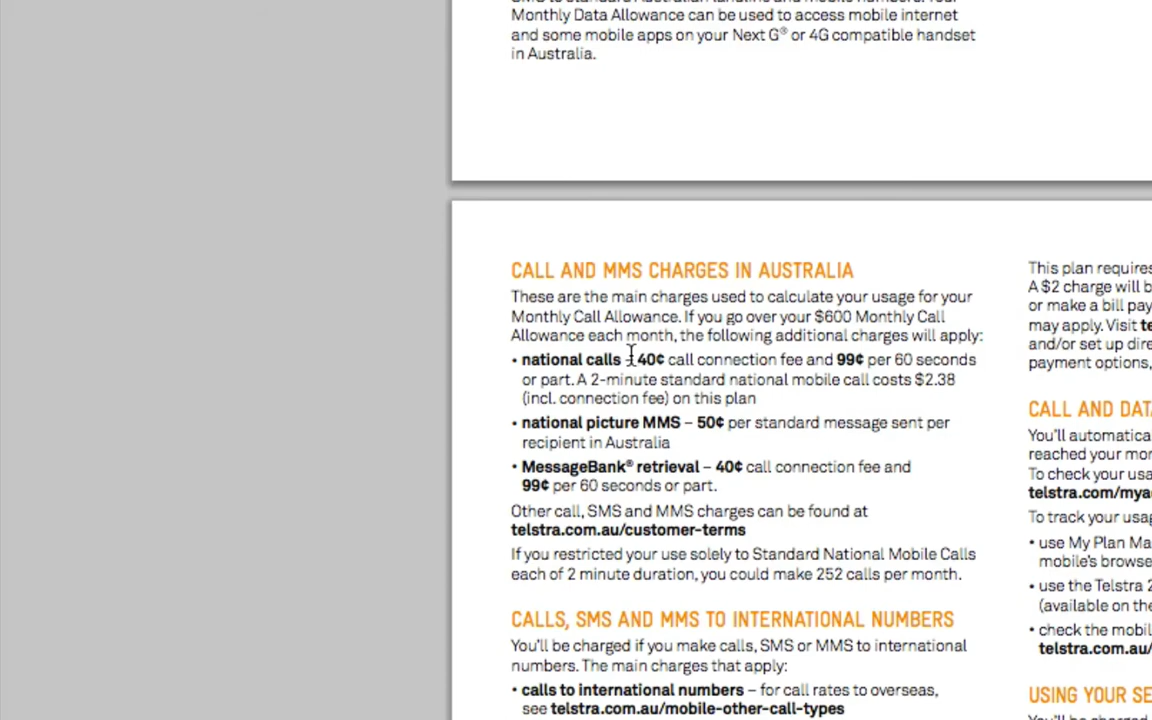 Monthly Data Allowance can be used to access mobile internet
and some mobile apps on your Next G® or 4G compatible handset
in Australia.
CALL AND MMS CHARGES IN AUSTRALIA
These are the main charges used to calculate your usage for your
Monthly Call Allowance. If you go over your $600 Monthly Call
Allowance each month, the following additional charges will apply:
• national calls – 40¢ call connection fee and 99¢ per 60 seconds
or part. A 2-minute standard national mobile call costs $2.38
(incl. connection fee) on this plan
• national picture MMS – 50¢ per standard message sent per
recipient in Australia
• MessageBank® retrieval – 40¢ call connection fee and
99¢ per 60 seconds or part.
Other call, SMS and MMS charges can be found at
telstra.com.au/customer-terms
If you restricted your use solely to Standard National Mobile Calls
each of 2 minute duration, you could make 252 calls per month.
CALLS, SMS AND MMS TO INTERNATIONAL NUMBERS
You'll be charged if you make calls, SMS or MMS to international
numbers. The main charges that apply:
• calls to international numbers – for call rates to overseas,
see telstra.com.au/mobile-other-call-types
This plan requires
A $2 charge will b
or make a bill pay
may apply. Visit te
and/or set up dire
payment options,
CALL AND DAT
You'll automatica
reached your mon
To check your usa
telstra.com/mya
To track your usag
• use My Plan Ma
mobile's browse
• use the Telstra 2
(available on the
• check the mobil
telstra.com.au/
USING YOUR SE